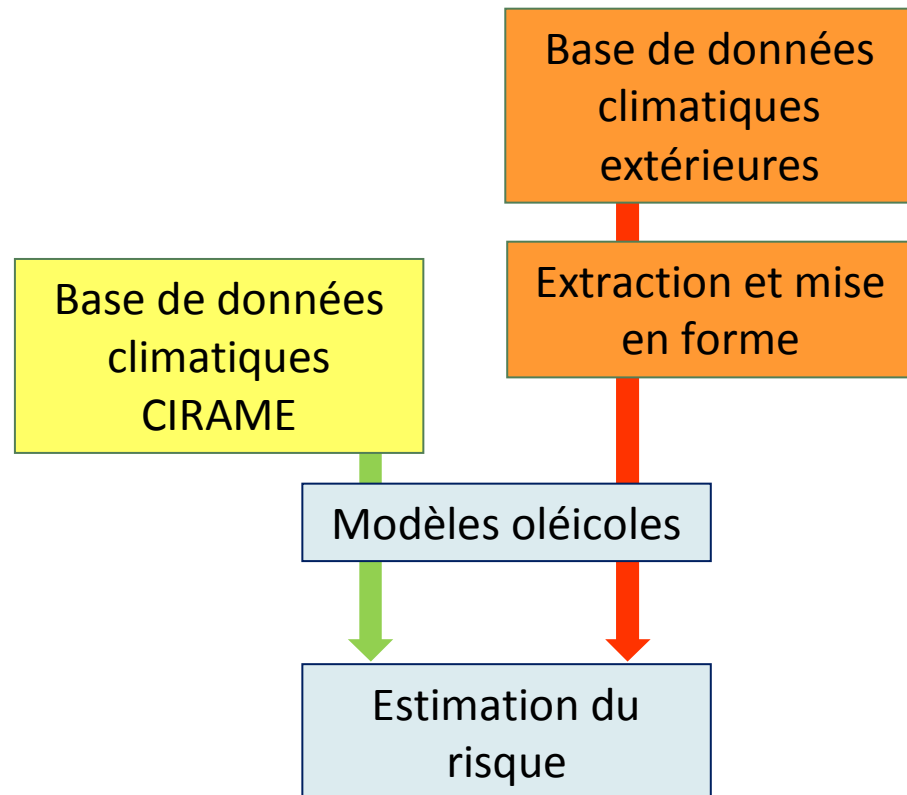 Base de données
climatiques
extérieures
Extraction et mise
en forme
Base de données
climatiques
CIRAME
Modèles oléicoles
Estimation du
risque